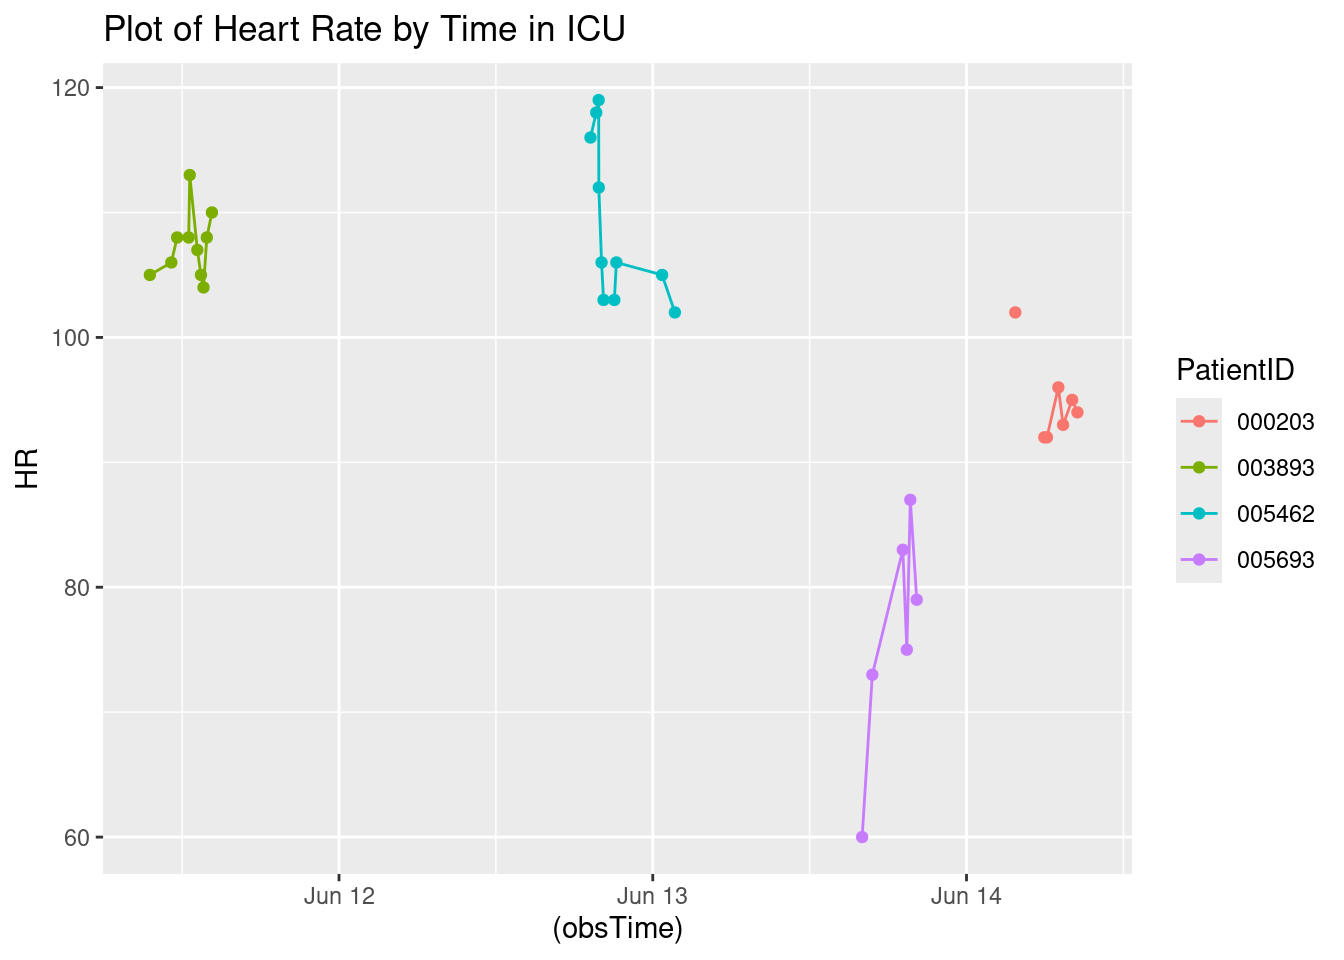 Plot of Heart Rate by Time in ICU
120
100
80
60
HR
Jun 12
Jun 13
Jun 14
(obsTime)
PatientID
000203
003893
005462
005693